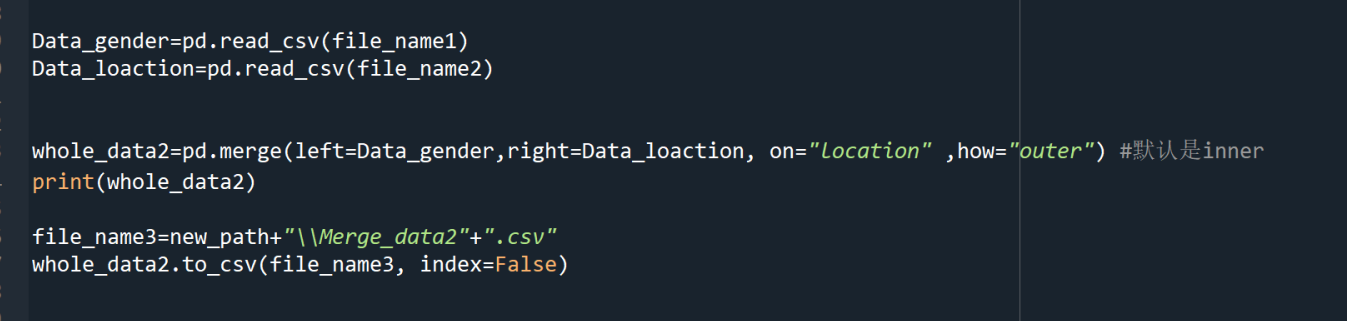 Data_gender=pd.read_csv(file_name1)
Data_loaction=pd.read_csv(file_name2)
whole_data2=pd.merge(left=Data_gender,right=Data_loaction, on="Location" ,how="outer") #默认是inner
print(whole_data2)
file_name3=new_path+"\\Merge_data2"+".csv"
whole_data2.to_csv(file_name3, index=False)